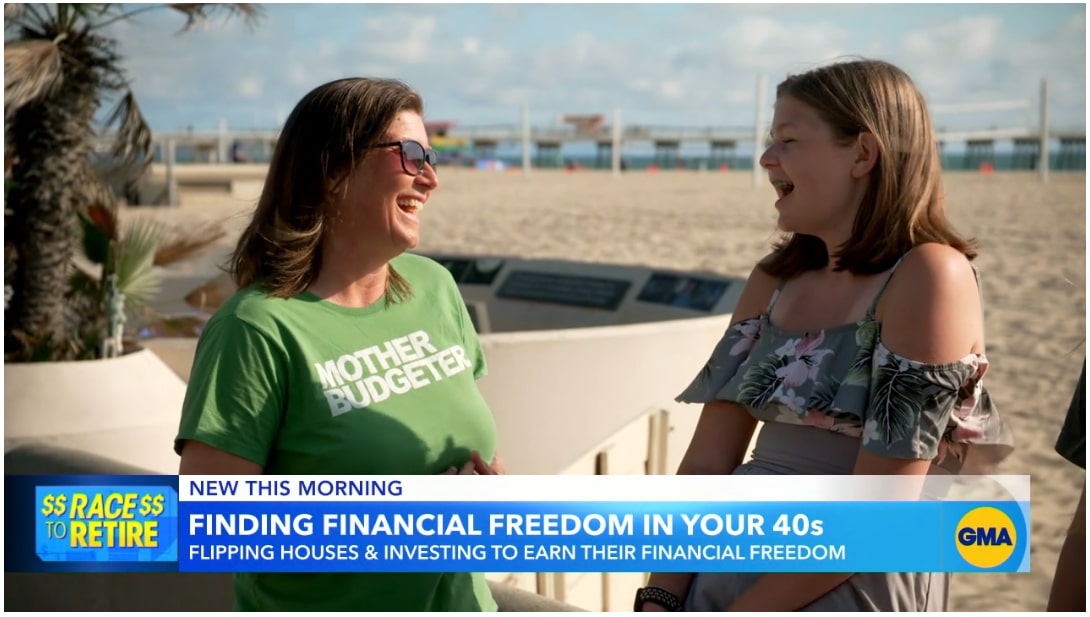 MOTHER
BUDGETER
$$ RACE $$
TO RETIRE
NEW THIS MORNING
FINDING FINANCIAL FREEDOM IN YOUR 40s
FLIPPING HOUSES & INVESTING TO EARN THEIR FINANCIAL FREEDOM
GMA